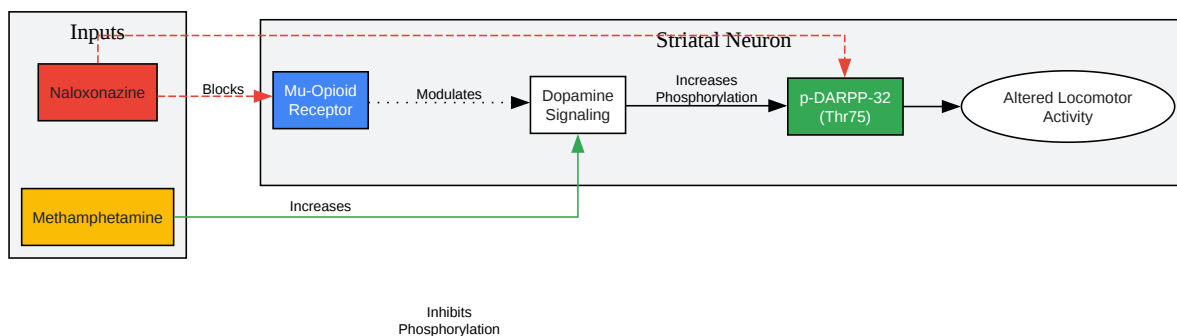 Inputs
Striatal Neuron
Naloxonazine
Blocks
Mu-Opioid
Receptor
Modulates
Dopamine
Signaling
Increases
Phosphorylation
p-DARPP-32
(Thr75)
Altered Locomotor
Activity
Methamphetamine
Increases
Inhibits
Phosphorylation